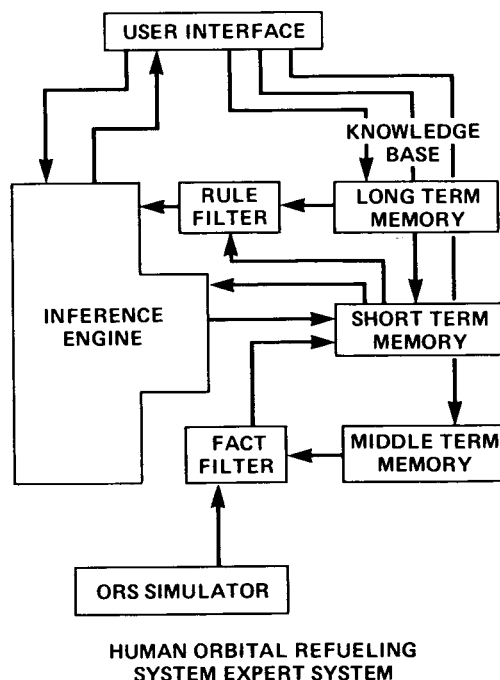 USER INTERFACE
KNOWLEDGE
BASE
RULE
FILTER
LONG TERM
MEMORY
INFERENCE
ENGINE
SHORT TERM
MEMORY
FACT
FILTER
MIDDLE TERM
MEMORY
ORS SIMULATOR
HUMAN ORBITAL REFUELING
SYSTEM EXPERT SYSTEM